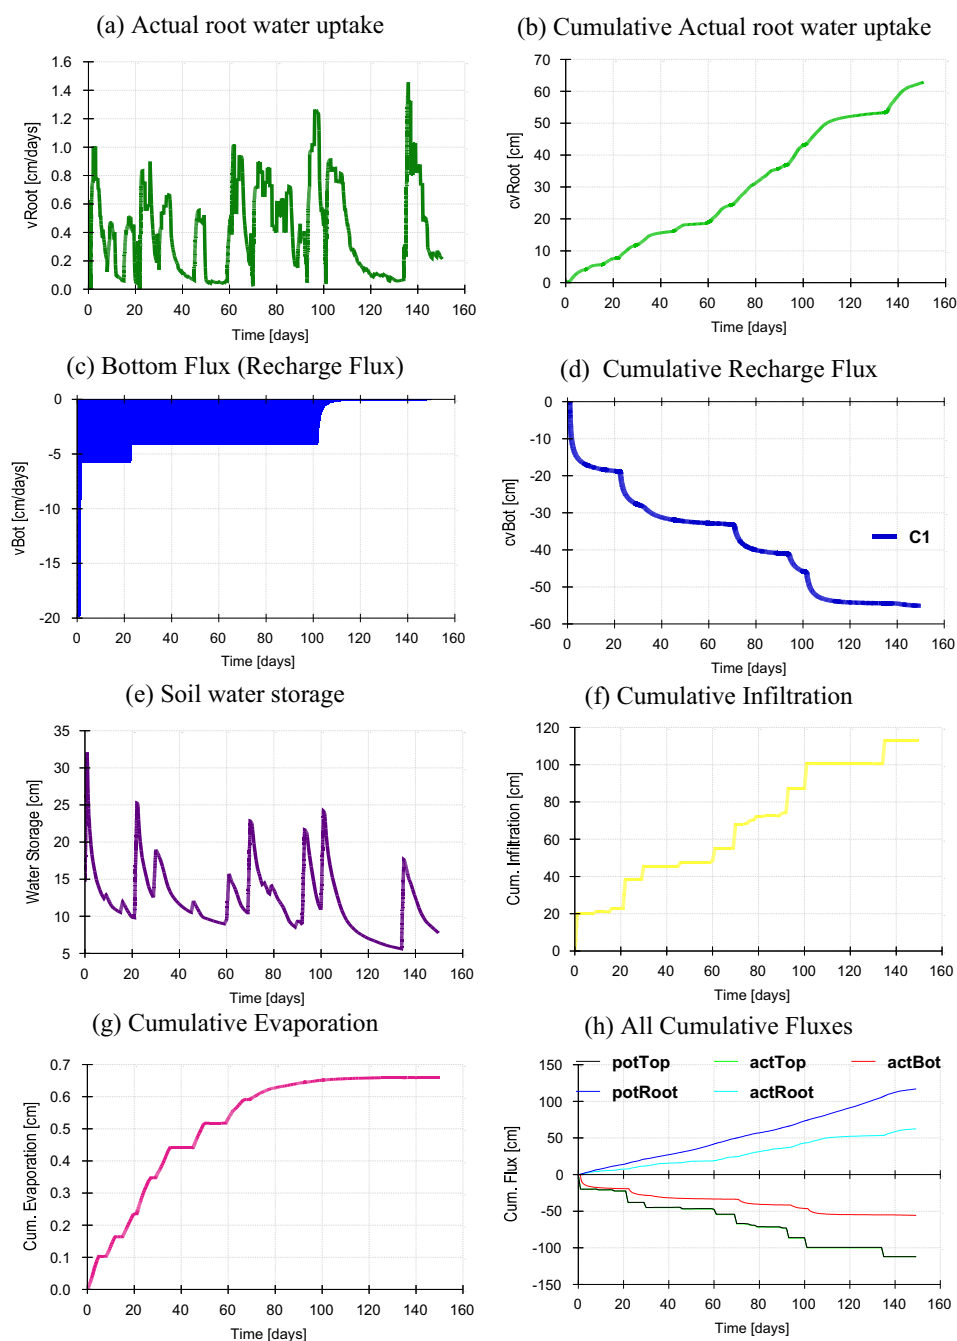 (a) Actual root water uptake
1.6
1.4
1.2
1.0
0.8
0.6
0.4
0.2
0.0
vRoot [cm/days]
0 20 40 60 80 100 120 140 160
Time [days]
(b) Cumulative Actual root water uptake
70
60
50
40
30
20
10
0
cvRoot [cm]
0 20 40 60 80 100 120 140 160
Time [days]
(c) Bottom Flux (Recharge Flux)
0
-5
-10
-15
-20
vBot [cm/days]
0 20 40 60 80 100 120 140 160
Time [days]
(d) Cumulative Recharge Flux
0
-10
-20
-30
-40
-50
-60
cvBot [cm]
C1
0 20 40 60 80 100 120 140 160
Time [days]
(e) Soil water storage
35
30
25
20
15
10
5
Water Storage [cm]
0 20 40 60 80 100 120 140 160
Time [days]
(f) Cumulative Infiltration
120
100
80
60
40
20
0
Cum. Infiltration [cm]
0 20 40 60 80 100 120 140 160
Time [days]
(g) Cumulative Evaporation
0.7
0.6
0.5
0.4
0.3
0.2
0.1
0.0
Cum. Evaporation [cm]
0 20 40 60 80 100 120 140 160
Time [days]
(h) All Cumulative Fluxes
potTop actTop actBot
potRoot actRoot
150
100
50
0
-50
-100
-150
Cum. Flux [cm]
0 20 40 60 80 100 120 140 160
Time [days]